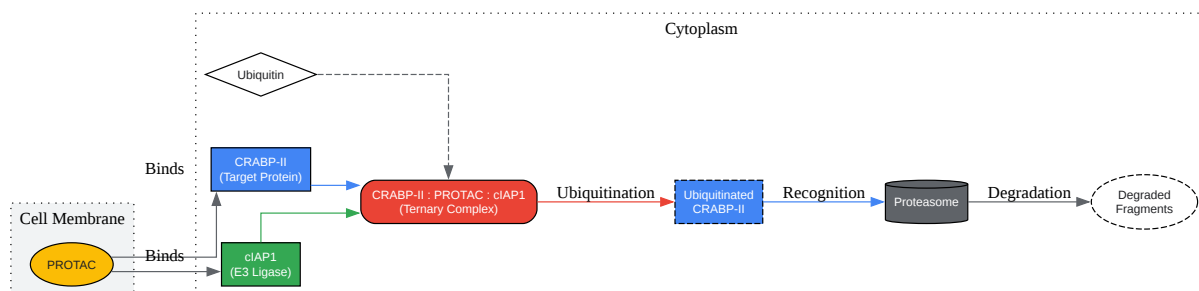 Cytoplasm
Ubiquitin
Binds
CRABP-II
(Target Protein)
CRABP-II : PROTAC : cIAP1
(Ternary Complex)
Ubiquitination
Ubiquitinated
CRABP-II
Recognition
Proteasome
Degradation
Degraded
Fragments
Cell Membrane
PROTAC
Binds
cIAP1
(E3 Ligase)